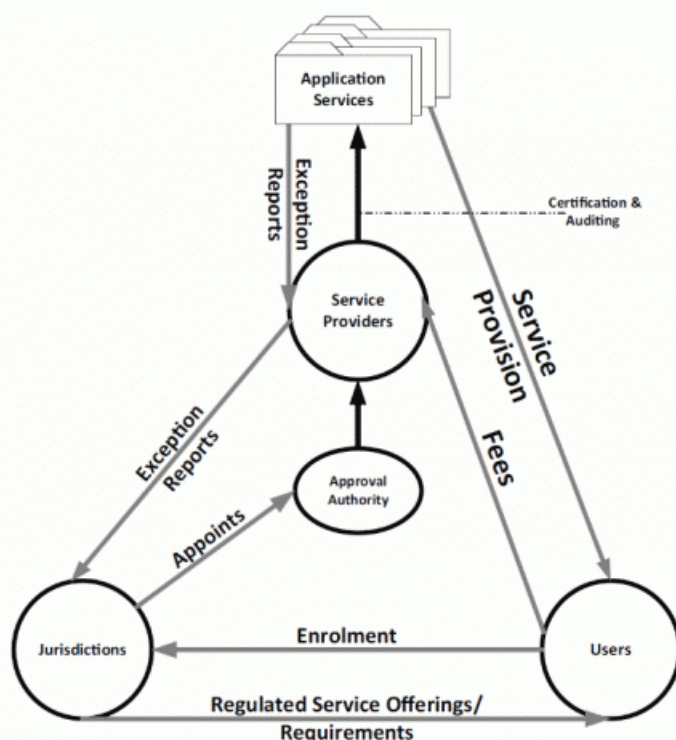 Application
Services
Exception
Reports
Certification &
Auditing
Service
Providers
Service
Provision
Exception
Reports
Fees
Approval
Authority
Appoints
Jurisdictions
Enrolment
Users
Regulated Service Offerings/
Requirements